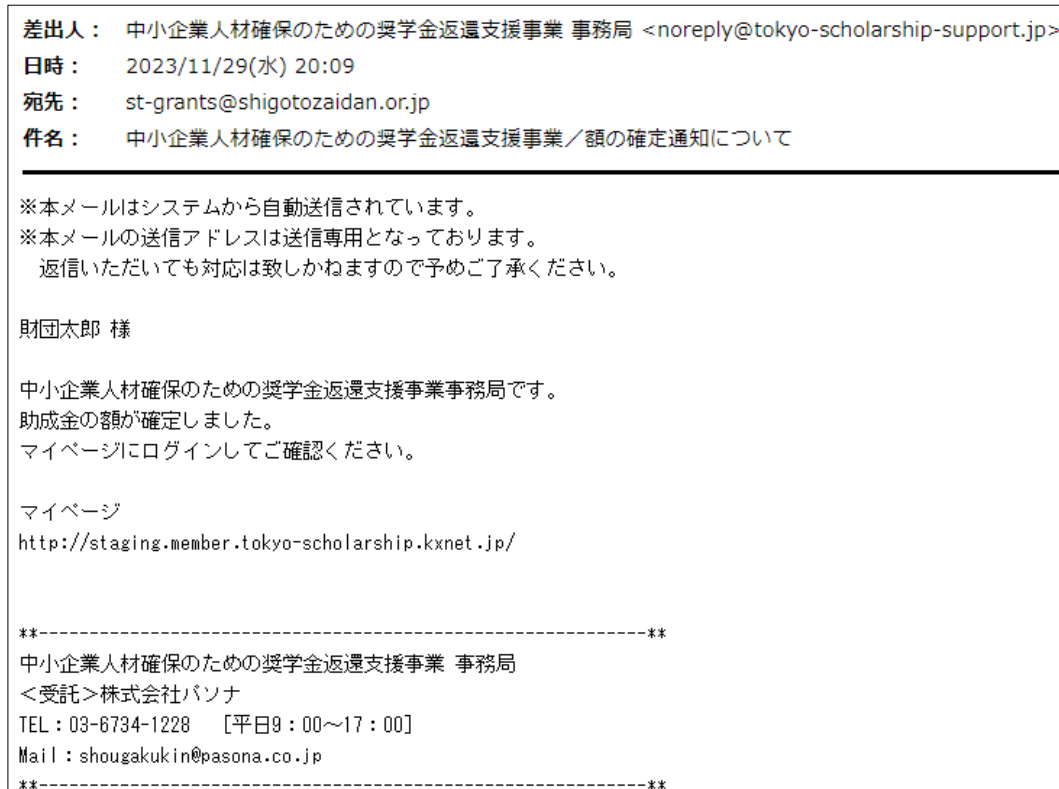 差出人： 中小企業人材確保のための奨学金返還支援事業 事務局 <noreply@tokyo-scholarship-support.jp>
日時： 2023/11/29(水) 20:09
宛先： st-grants@shigotozaidan.or.jp
件名： 中小企業人材確保のための奨学金返還支援事業／額の確定通知について
※本メールはシステムから自動送信されています。
※本メールの送信アドレスは送信専用となっております。
　返信いただいても対応は致しかねますので予めご了承ください。
財団太郎 様
中小企業人材確保のための奨学金返還支援事業事務局です。
助成金の額が確定しました。
マイページにログインしてご確認ください。
マイページ
http://staging.member.tokyo-scholarship.kxnet.jp/
**---------------------------------------------------------------**
中小企業人材確保のための奨学金返還支援事業 事務局
＜受託＞株式会社パソナ
TEL：03-6734-1228　［平日9：00～17：00］
Mail：shougakukin@pasona.co.jp
**---------------------------------------------------------------**